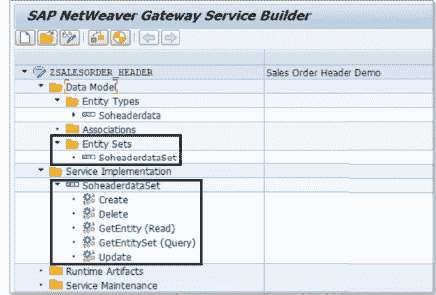 SAP NetWeaver Gateway Service Builder
ZSALESORDER_HEADER Sales Order Header Demo
Data Model
Entity Types
Soheaderdata
Associations
Entity Sets
SoheaderdataSet
Service Implementation
SoheaderdataSet
Create
Delete
GetEntity (Read)
GetEntitySet (Query)
Update
Runtime Artifacts
Service Maintenance